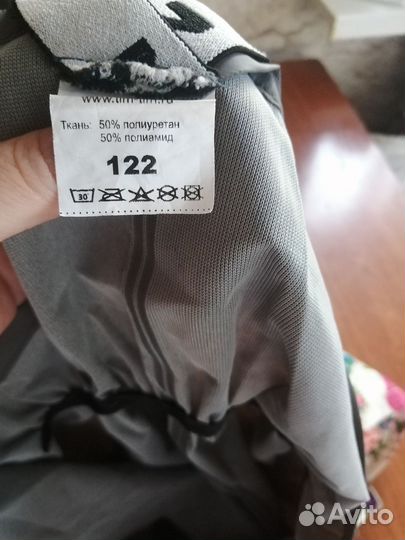 www.tim-tim.ru
Ткань: 50% полиуретан
50% полиамид
122
30
Avito